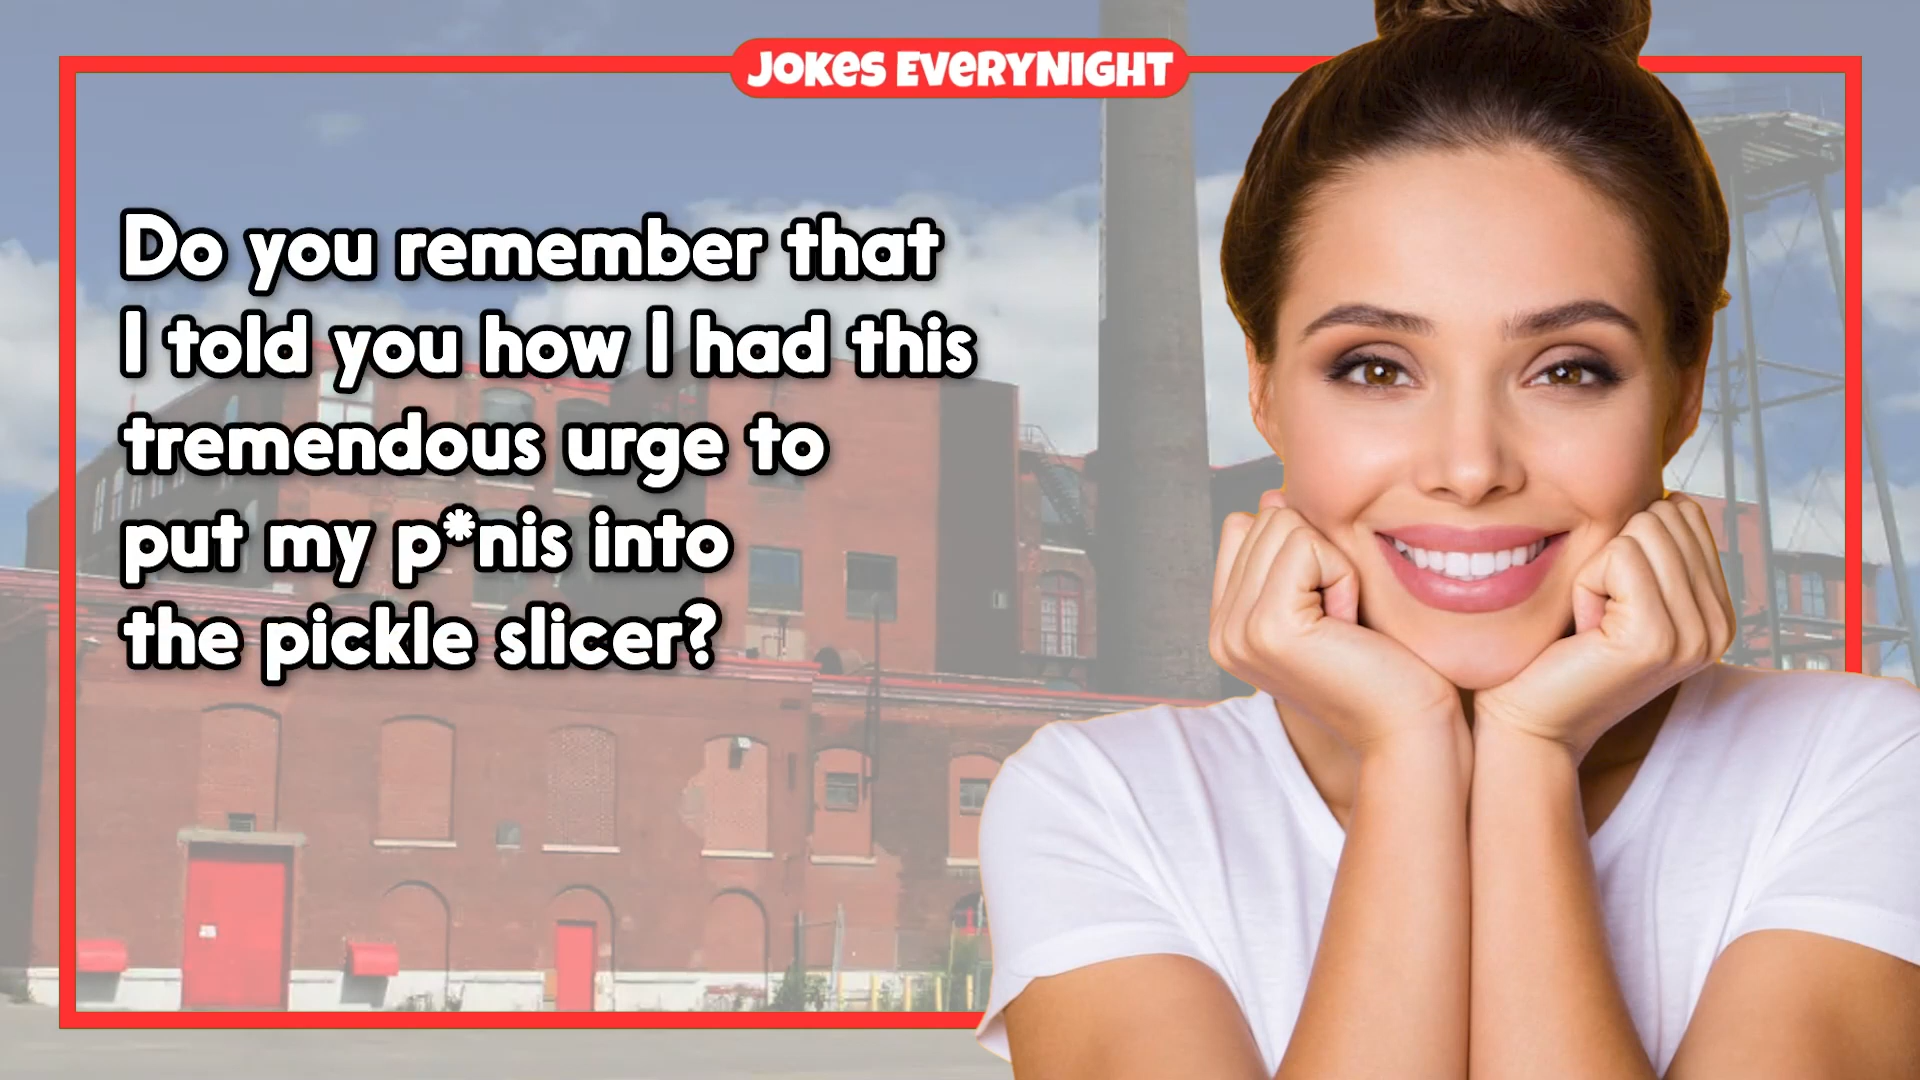 JOKES EVERYNIGHT
Do you remember that
I told you how I had this
tremendous urge to
put my p*nis into
the pickle slicer?